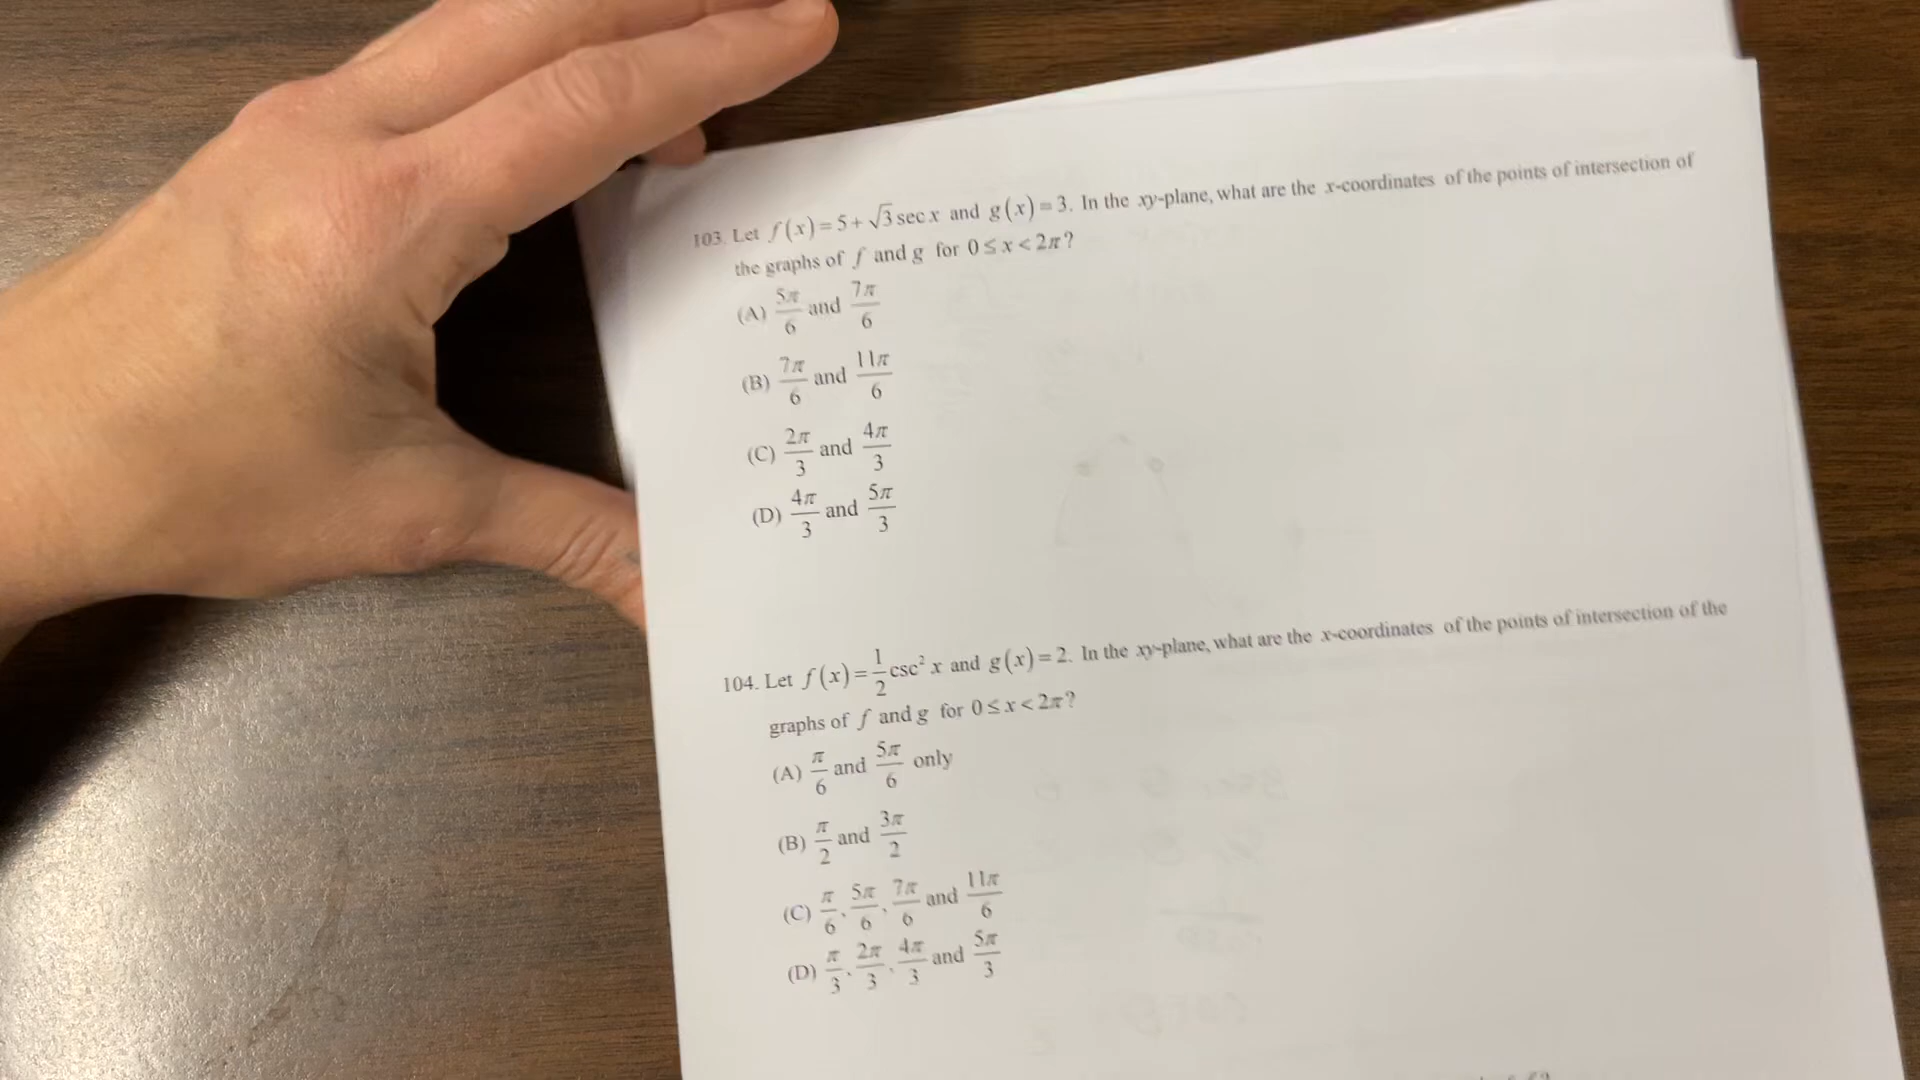 103. Let f(x) = 5 + √3 sec x and g(x) = 3. In the xy-plane, what are the x-coordinates of the points of intersection of
the graphs of f and g for 0 ≤ x < 2π?
(A) 5π/6 and 7π/6
(B) 7π/6 and 11π/6
(C) 2π/3 and 4π/3
(D) 4π/3 and 5π/3
104. Let f(x) = 1/2 csc² x and g(x) = 2. In the xy-plane, what are the x-coordinates of the points of intersection of the
graphs of f and g for 0 ≤ x < 2π?
(A) π/6 and 5π/6 only
(B) π/2 and 3π/2
(C) π/6, 5π/6, 7π/6 and 11π/6
(D) π/3, 2π/3, 4π/3 and 5π/3